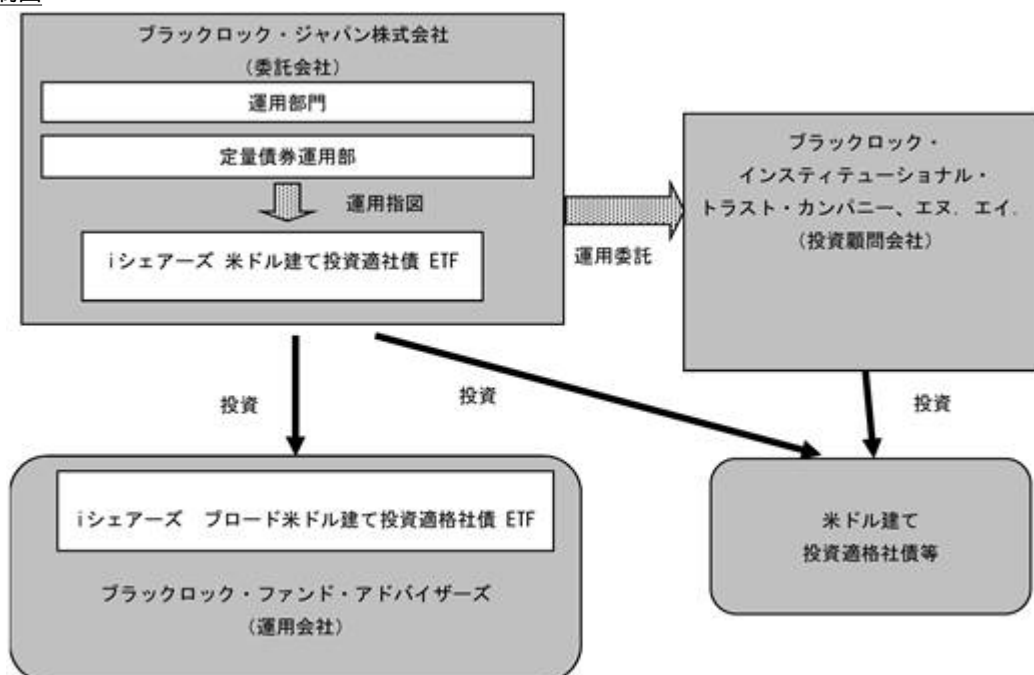 ブラックロック・ジャパン株式会社
(委託会社)
運用部門
定量債券運用部
運用指図
iシェアーズ 米ドル建て投資適社債 ETF
運用委託
ブラックロック・
インスティテューショナル・
トラスト・カンパニー、エヌ. エイ.
(投資顧問会社)
投資
投資
投資
iシェアーズ ブロード米ドル建て投資適格社債 ETF
ブラックロック・ファンド・アドバイザーズ
(運用会社)
米ドル建て
投資適格社債等